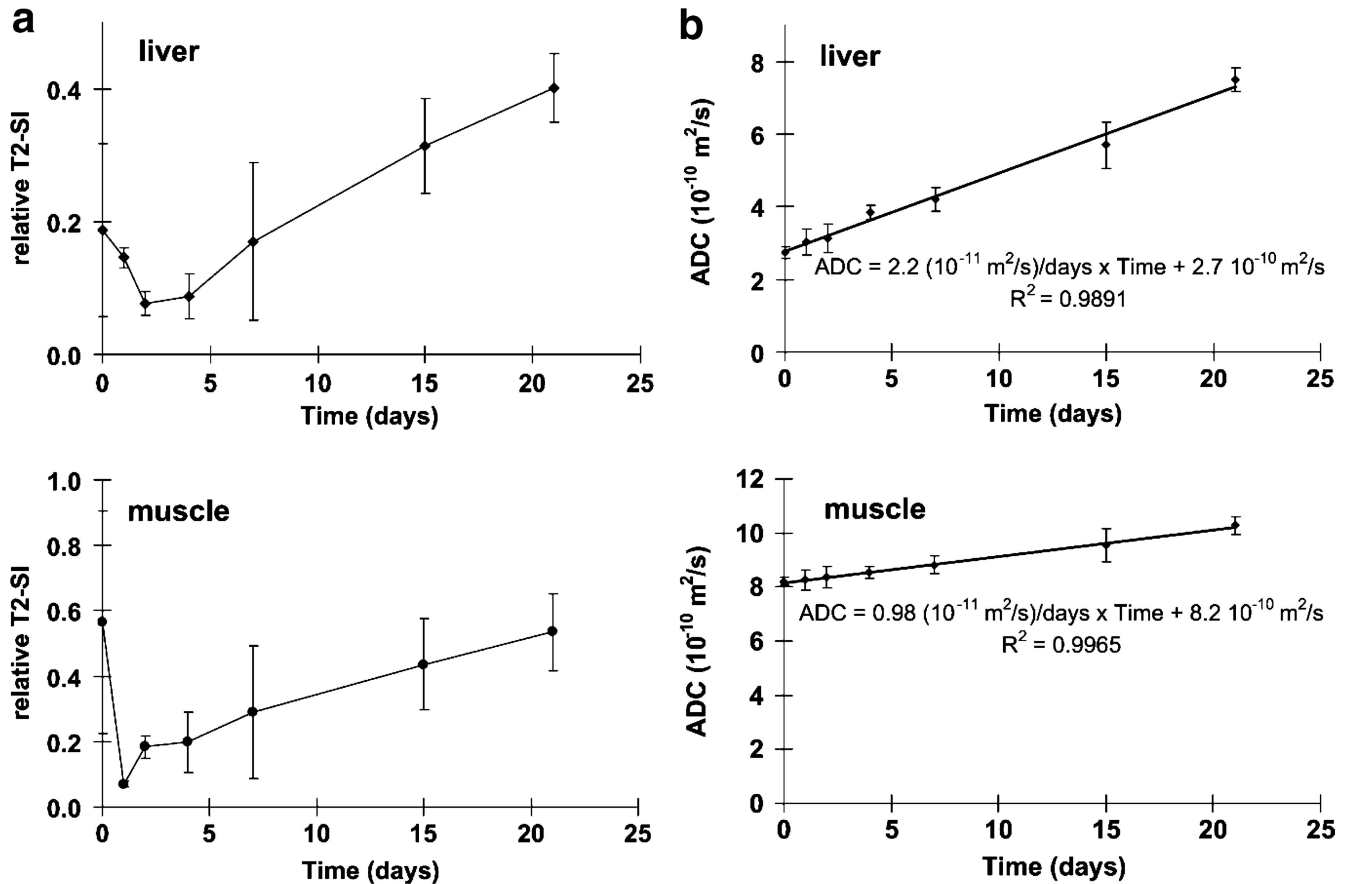 a
liver
relative T2-SI
0.4
0.2
0.0
0 5 10 15 20 25
Time (days)
b
liver
ADC (10⁻¹⁰ m²/s)
8
6
4
2
0
ADC = 2.2 (10⁻¹¹ m²/s)/days x Time + 2.7 10⁻¹⁰ m²/s
R² = 0.9891
0 5 10 15 20 25
Time (days)
muscle
relative T2-SI
1.0
0.8
0.6
0.4
0.2
0.0
0 5 10 15 20 25
Time (days)
muscle
ADC (10⁻¹⁰ m²/s)
12
10
8
6
4
2
0
ADC = 0.98 (10⁻¹¹ m²/s)/days x Time + 8.2 10⁻¹⁰ m²/s
R² = 0.9965
0 5 10 15 20 25
Time (days)